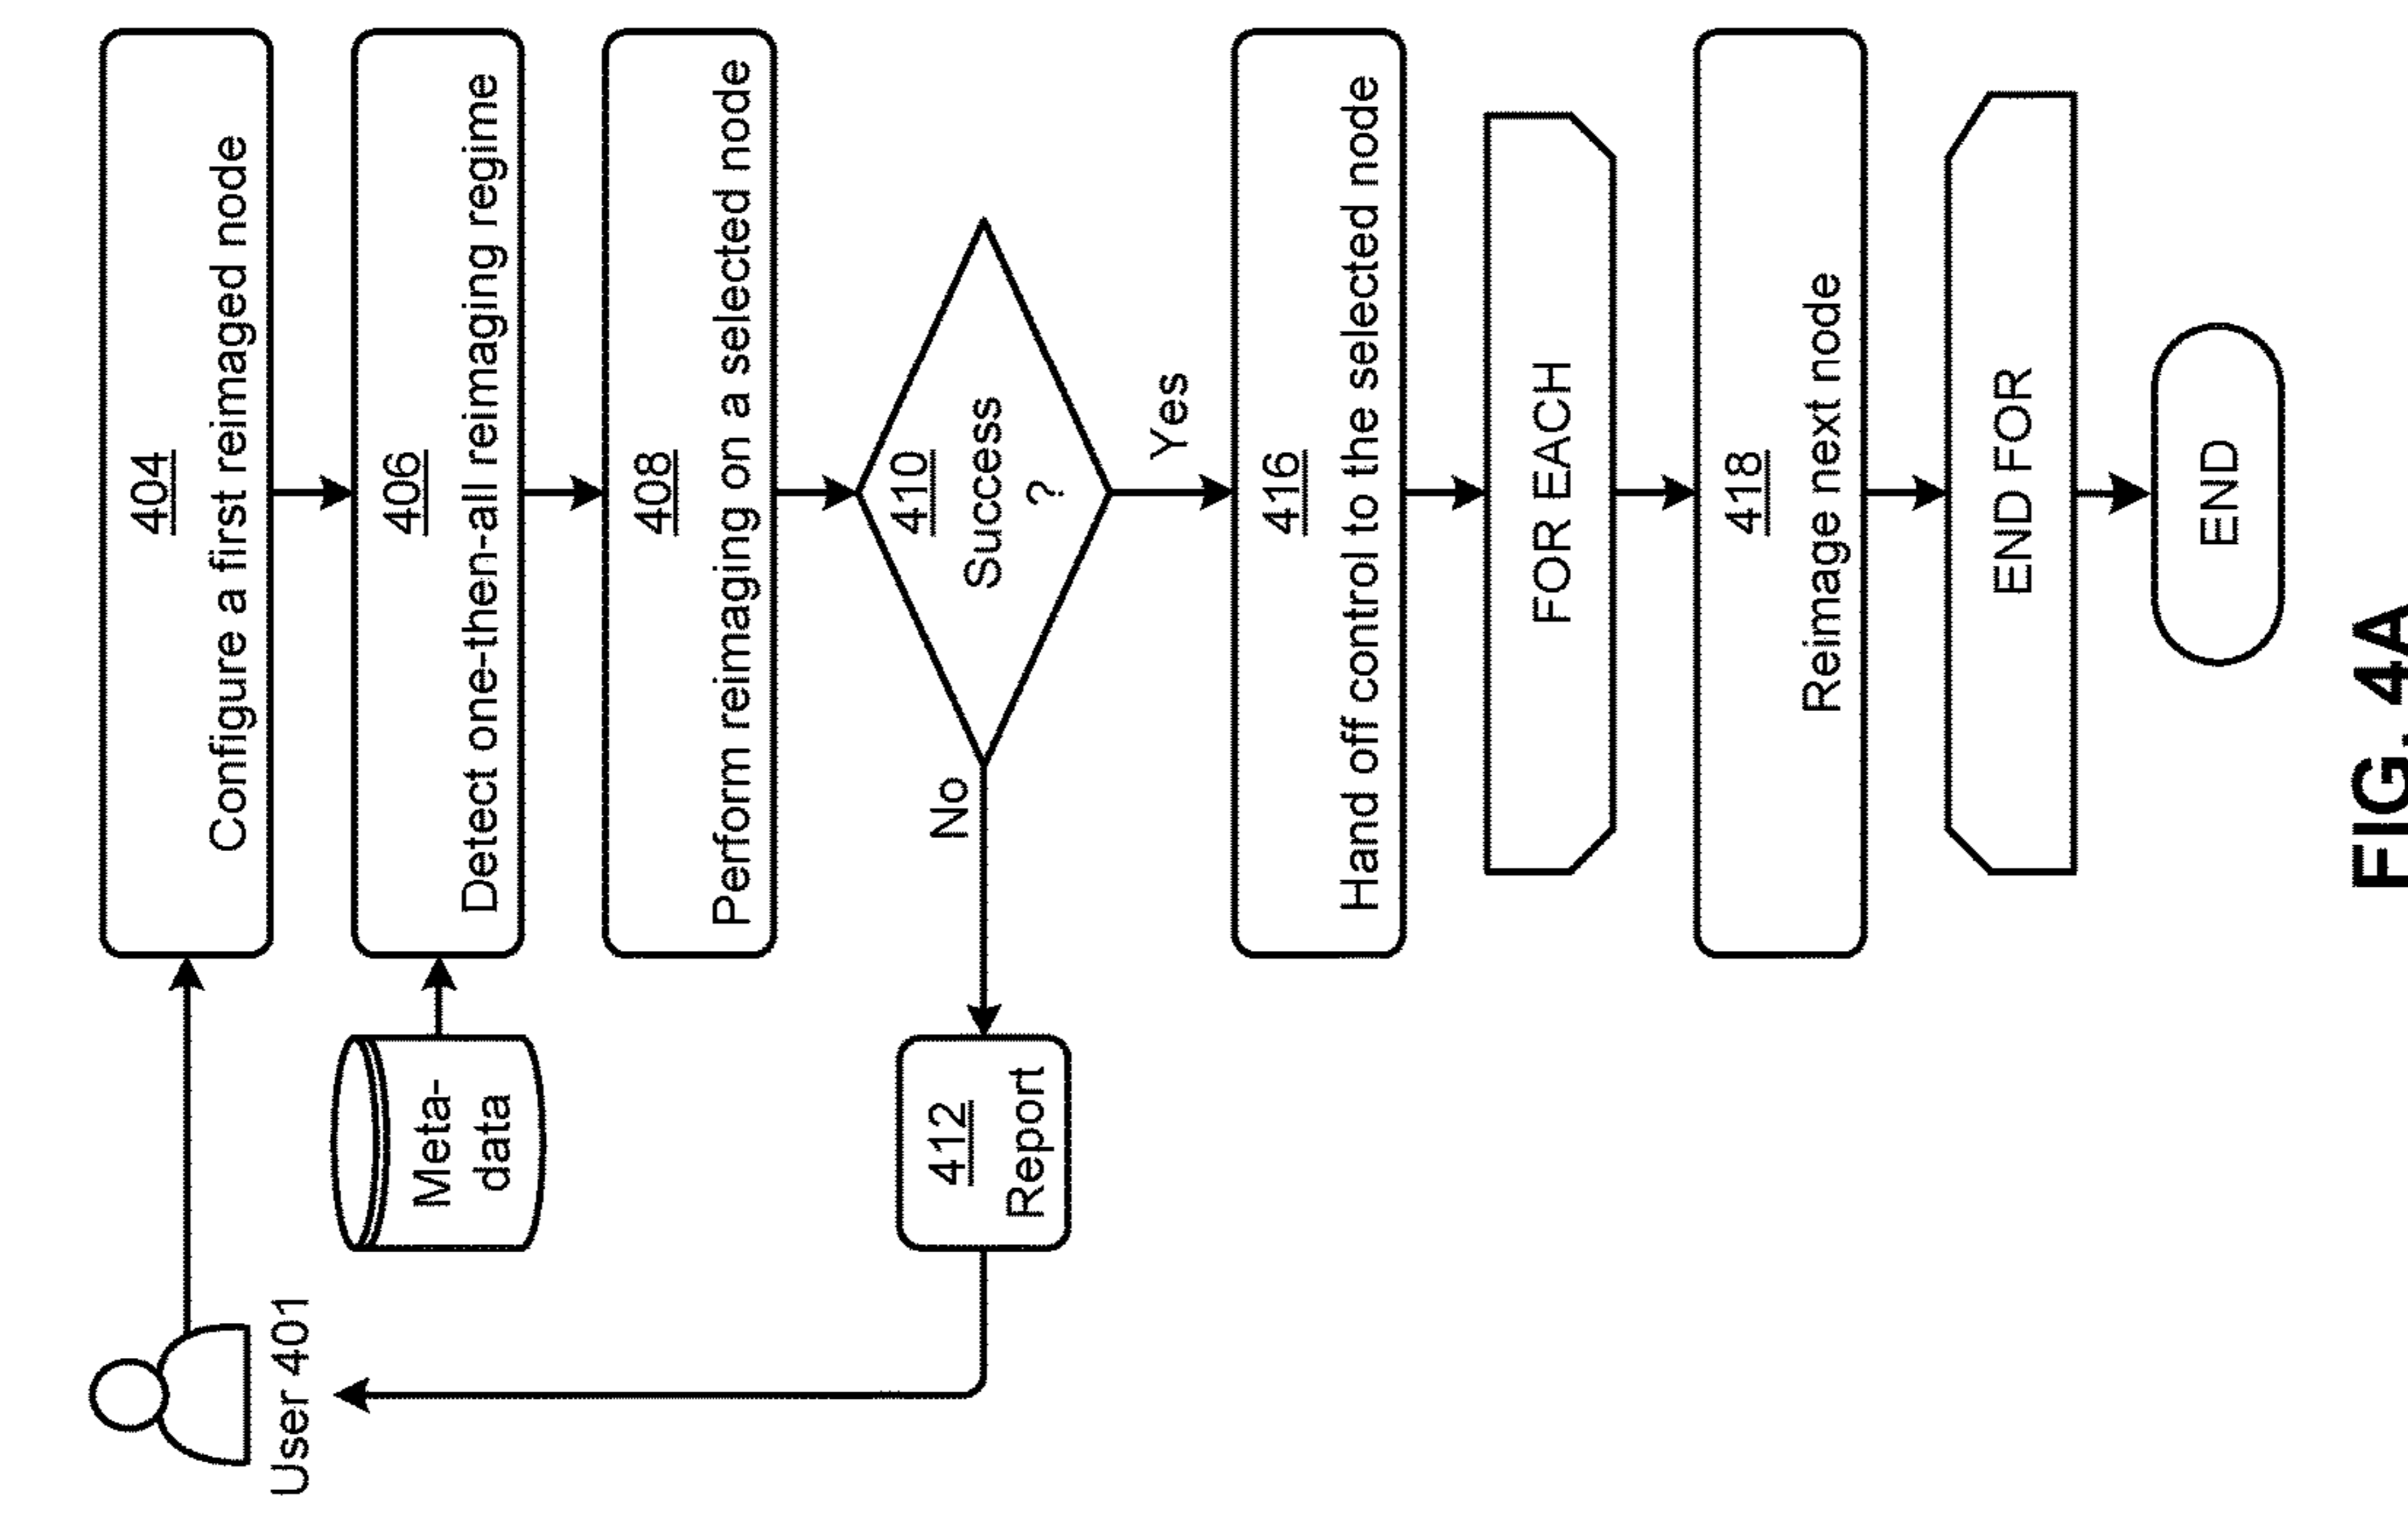 404
Configure a first reimaged node
User 401
Meta-
data
406
Detect one-then-all reimaging regime
408
Perform reimaging on a selected node
410
Success
?
No
412
Report
Yes
416
Hand off control to the selected node
FOR EACH
418
Reimage next node
END FOR
END
FIG. 4A